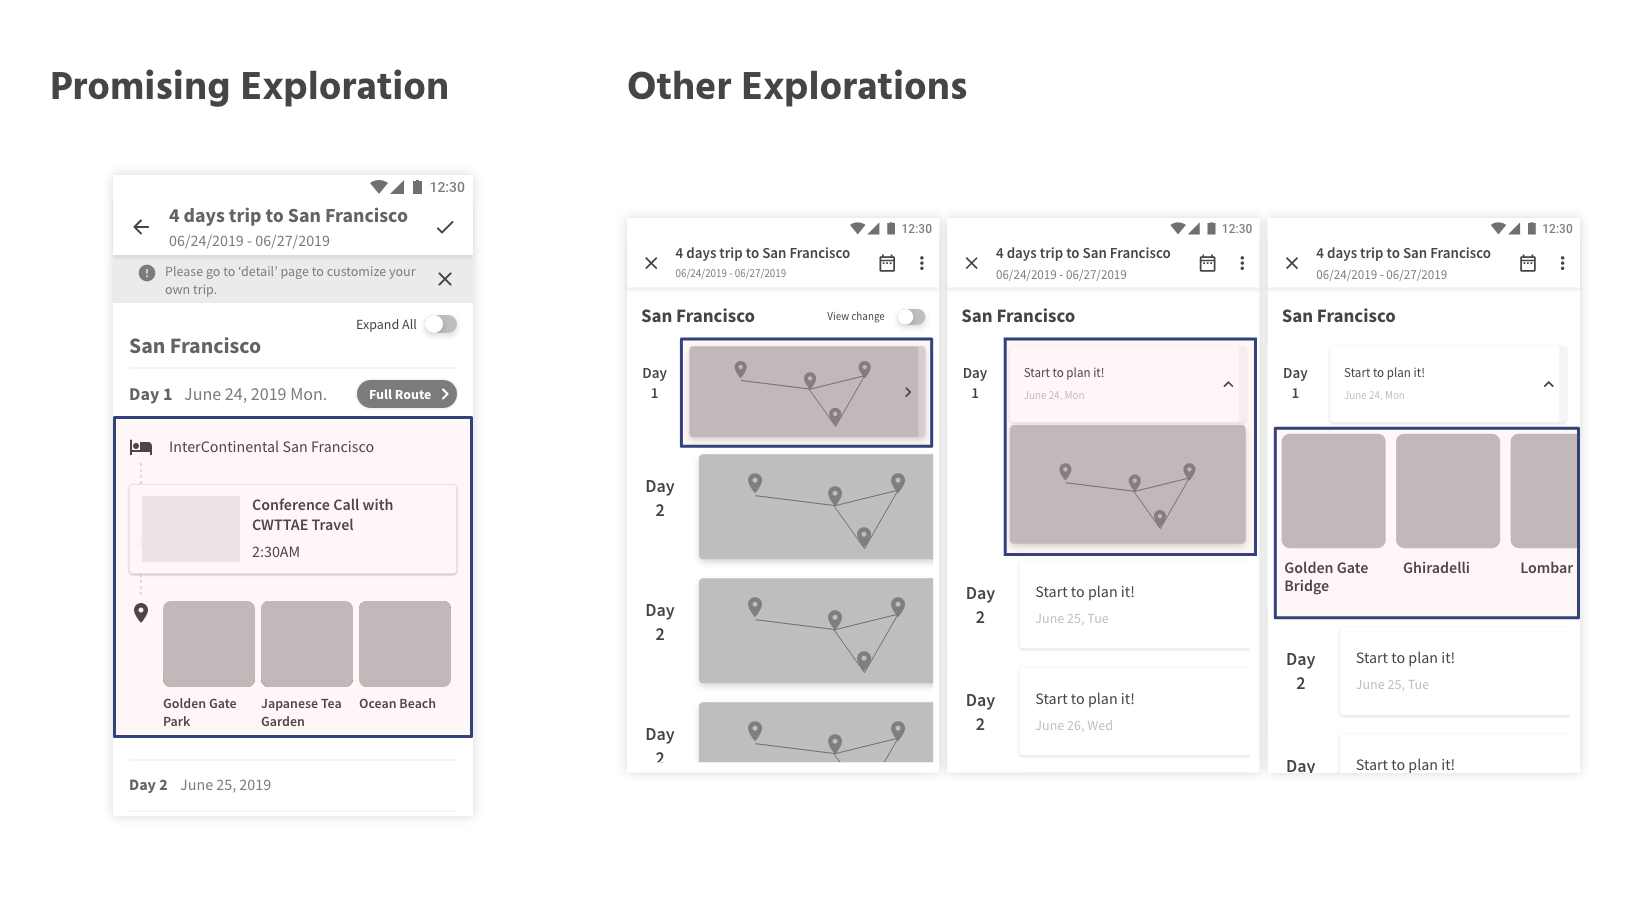 Promising Exploration
Other Explorations
12:30
4 days trip to San Francisco
06/24/2019 - 06/27/2019
Please go to ‘detail’ page to customize your
own trip.
Expand All
San Francisco
Day 1 June 24, 2019 Mon.
Full Route
InterContinental San Francisco
Conference Call with
CWTTAE Travel
2:30AM
Golden Gate
Park
Japanese Tea
Garden
Ocean Beach
Day 2 June 25, 2019
12:30
4 days trip to San Francisco
06/24/2019 - 06/27/2019
San Francisco
View change
Day
1
Day
2
Day
2
Day
2
12:30
4 days trip to San Francisco
06/24/2019 - 06/27/2019
San Francisco
Day
1
Start to plan it!
June 24, Mon
Day
2
Start to plan it!
June 25, Tue
Day
2
Start to plan it!
June 26, Wed
12:30
4 days trip to San Francisco
06/24/2019 - 06/27/2019
San Francisco
Day
1
Start to plan it!
June 24, Mon
Golden Gate
Bridge
Ghiradelli
Lombar
Day
2
Start to plan it!
June 25, Tue
Day
Start to plan it!